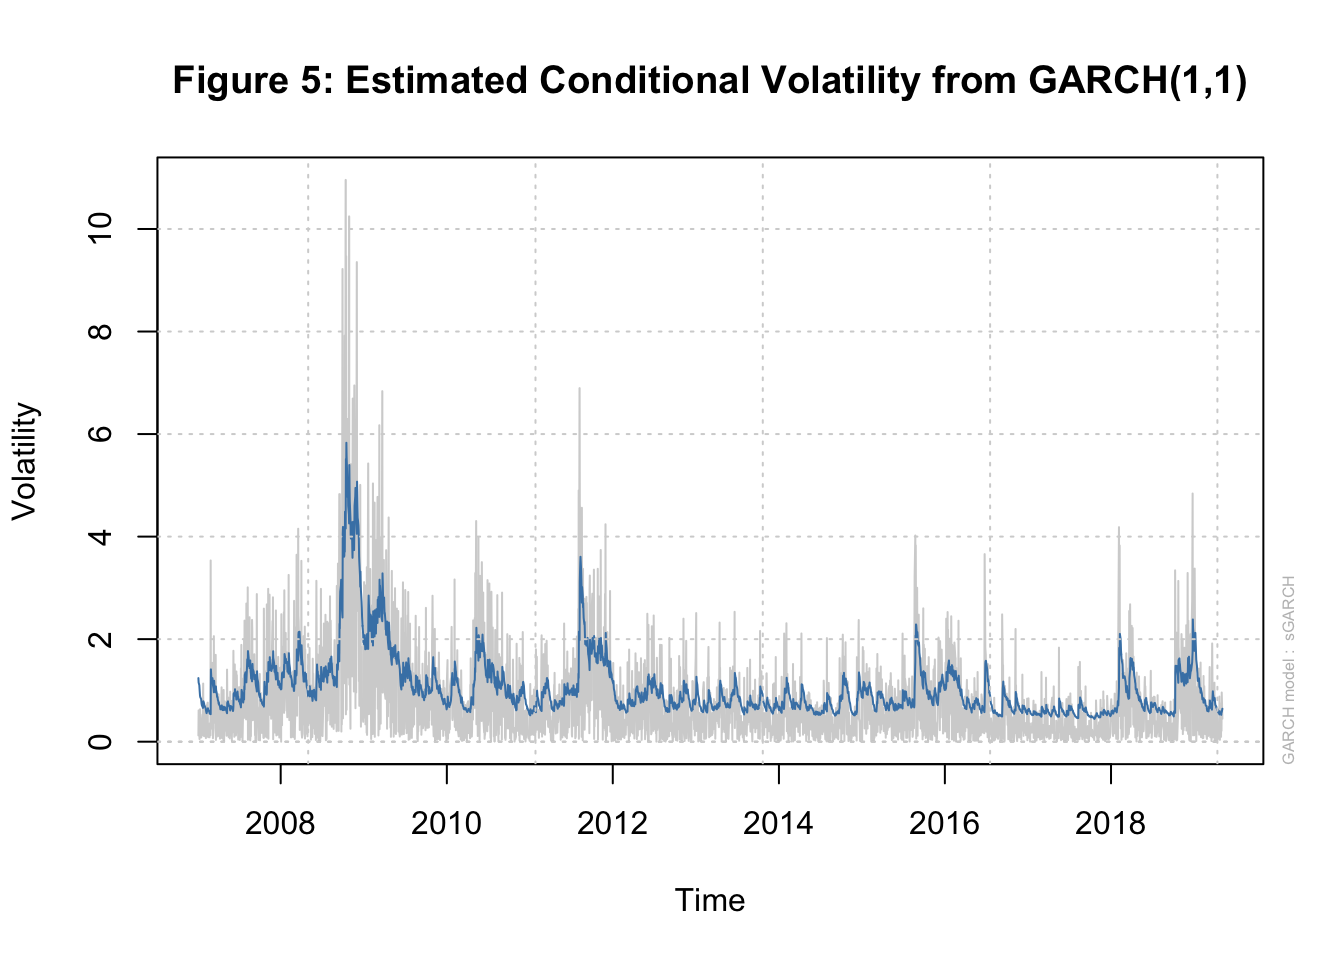 Figure 5: Estimated Conditional Volatility from GARCH(1,1)
Volatility
10
8
6
4
2
0
2008 2010 2012 2014 2016 2018
Time
GARCH model : sGARCH